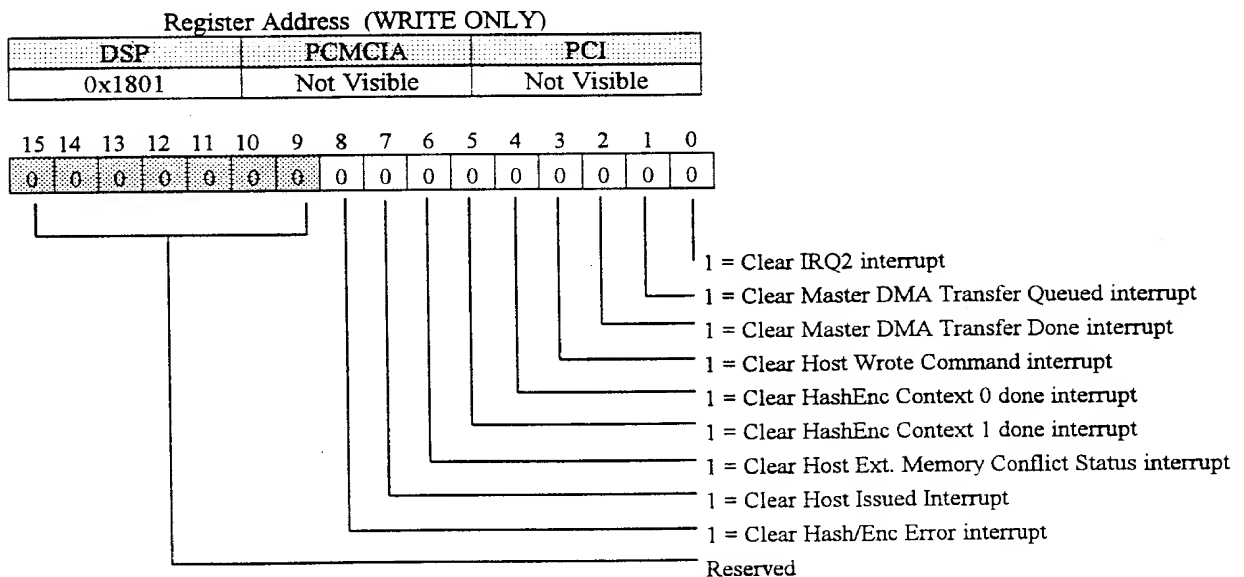 Register Address (WRITE ONLY)
DSP PCMCIA PCI
0x1801 Not Visible Not Visible
15 14 13 12 11 10 9 8 7 6 5 4 3 2 1 0
0 0 0 0 0 0 0 0 0 0 0 0 0 0 0 0
1 = Clear IRQ2 interrupt
1 = Clear Master DMA Transfer Queued interrupt
1 = Clear Master DMA Transfer Done interrupt
1 = Clear Host Wrote Command interrupt
1 = Clear HashEnc Context 0 done interrupt
1 = Clear HashEnc Context 1 done interrupt
1 = Clear Host Ext. Memory Conflict Status interrupt
1 = Clear Host Issued Interrupt
1 = Clear Hash/Enc Error interrupt
Reserved